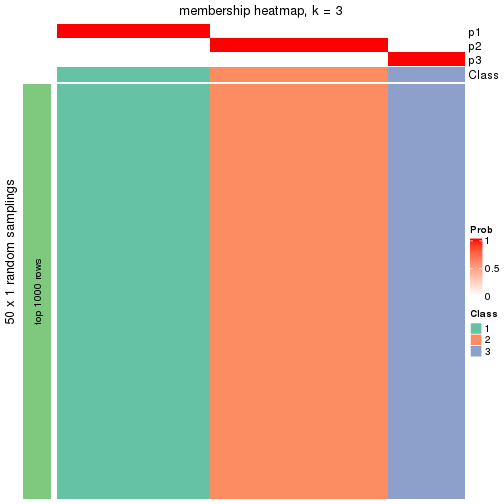 membership heatmap, k = 3
p1
p2
p3
Class
50 x 1 random samplings
top 1000 rows
Prob
1
0.5
0
Class
1
2
3